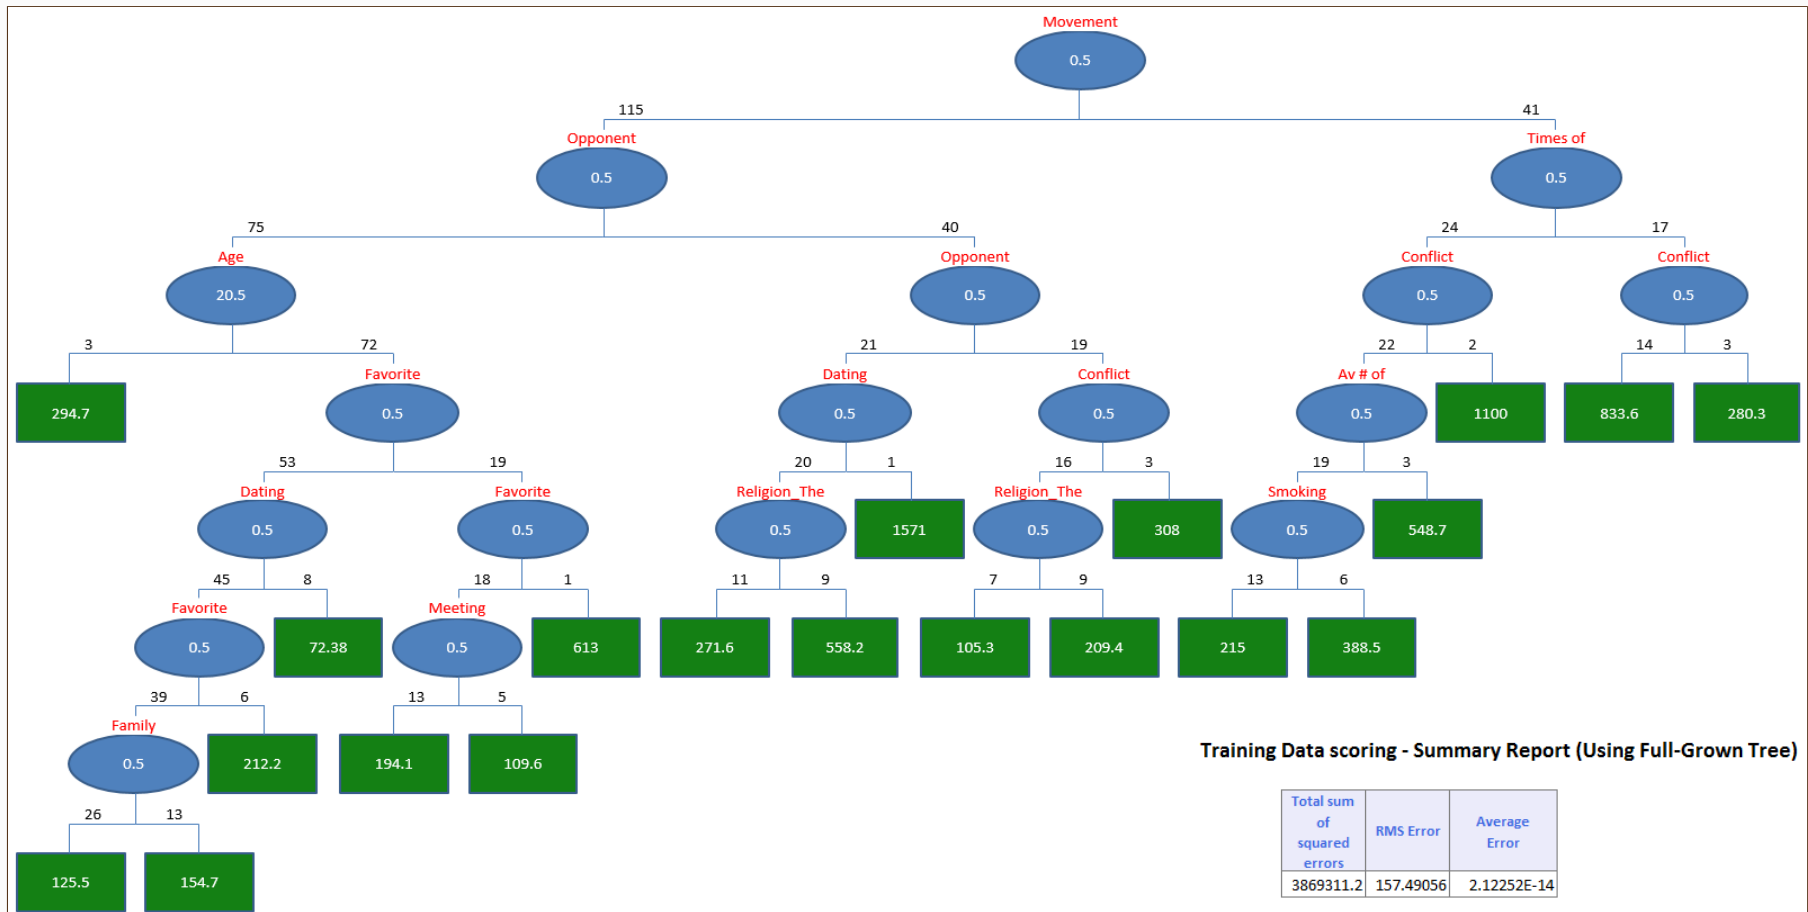 Movement
0.5
115 41
Opponent Times of
0.5 0.5
75 40 24 17
Age Opponent Conflict Conflict
20.5 0.5 0.5 0.5
3 72 21 19 22 2 14 3
Favorite Dating Conflict Av # of
294.7 0.5 0.5 0.5 0.5 1100 833.6 280.3
53 19 20 1 16 3 19 3
Dating Favorite Religion_The Religion_The Smoking
0.5 0.5 0.5 1571 0.5 308 0.5 548.7
45 8 18 1 11 9 7 9 13 6
Favorite Meeting
0.5 72.38 0.5 613 271.6 558.2 105.3 209.4 215 388.5
39 6 13 5
Family
0.5 212.2 194.1 109.6
26 13
125.5 154.7
Training Data scoring - Summary Report (Using Full-Grown Tree)
Total sum
of
squared
errors
RMS Error
Average
Error
3869311.2 157.49056 2.12252E-14